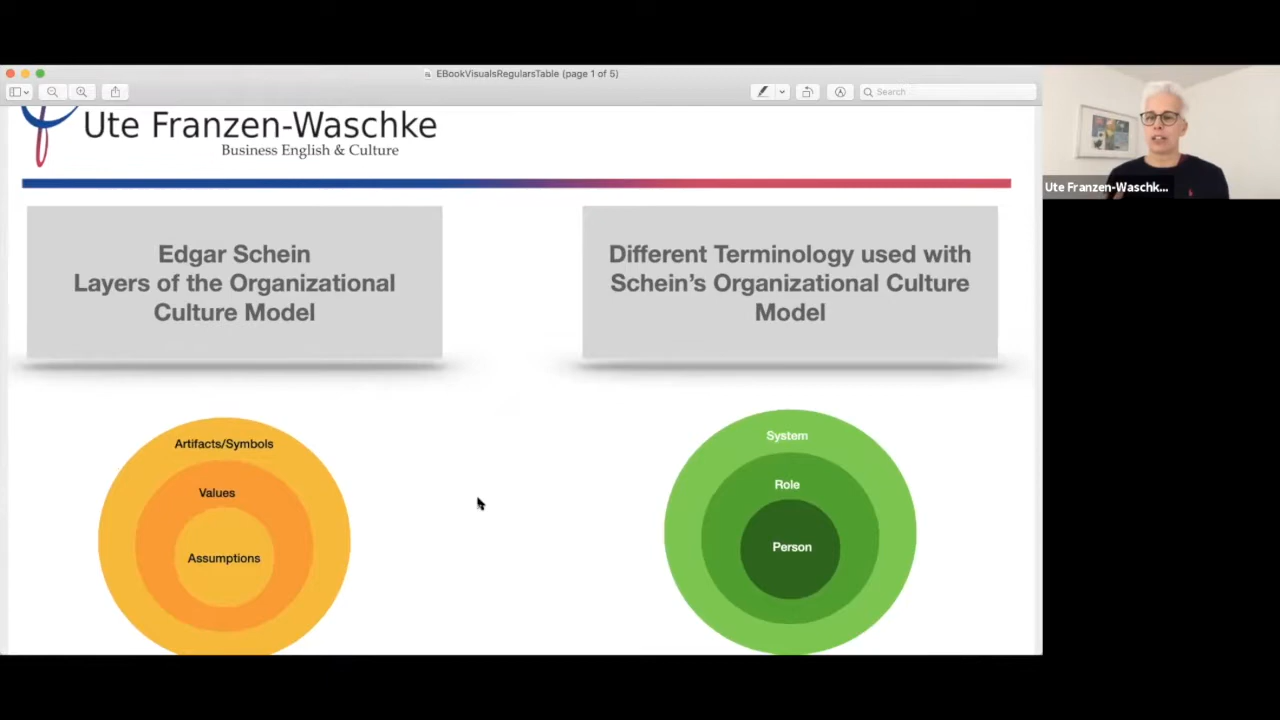 EBookVisualsRegularsTable (page 1 of 5)
Search
Ute Franzen-Waschke
Business English & Culture
Ute Franzen-Waschk...
Edgar Schein
Layers of the Organizational
Culture Model
Different Terminology used with
Schein's Organizational Culture
Model
Artifacts/Symbols
Values
Assumptions
System
Role
Person